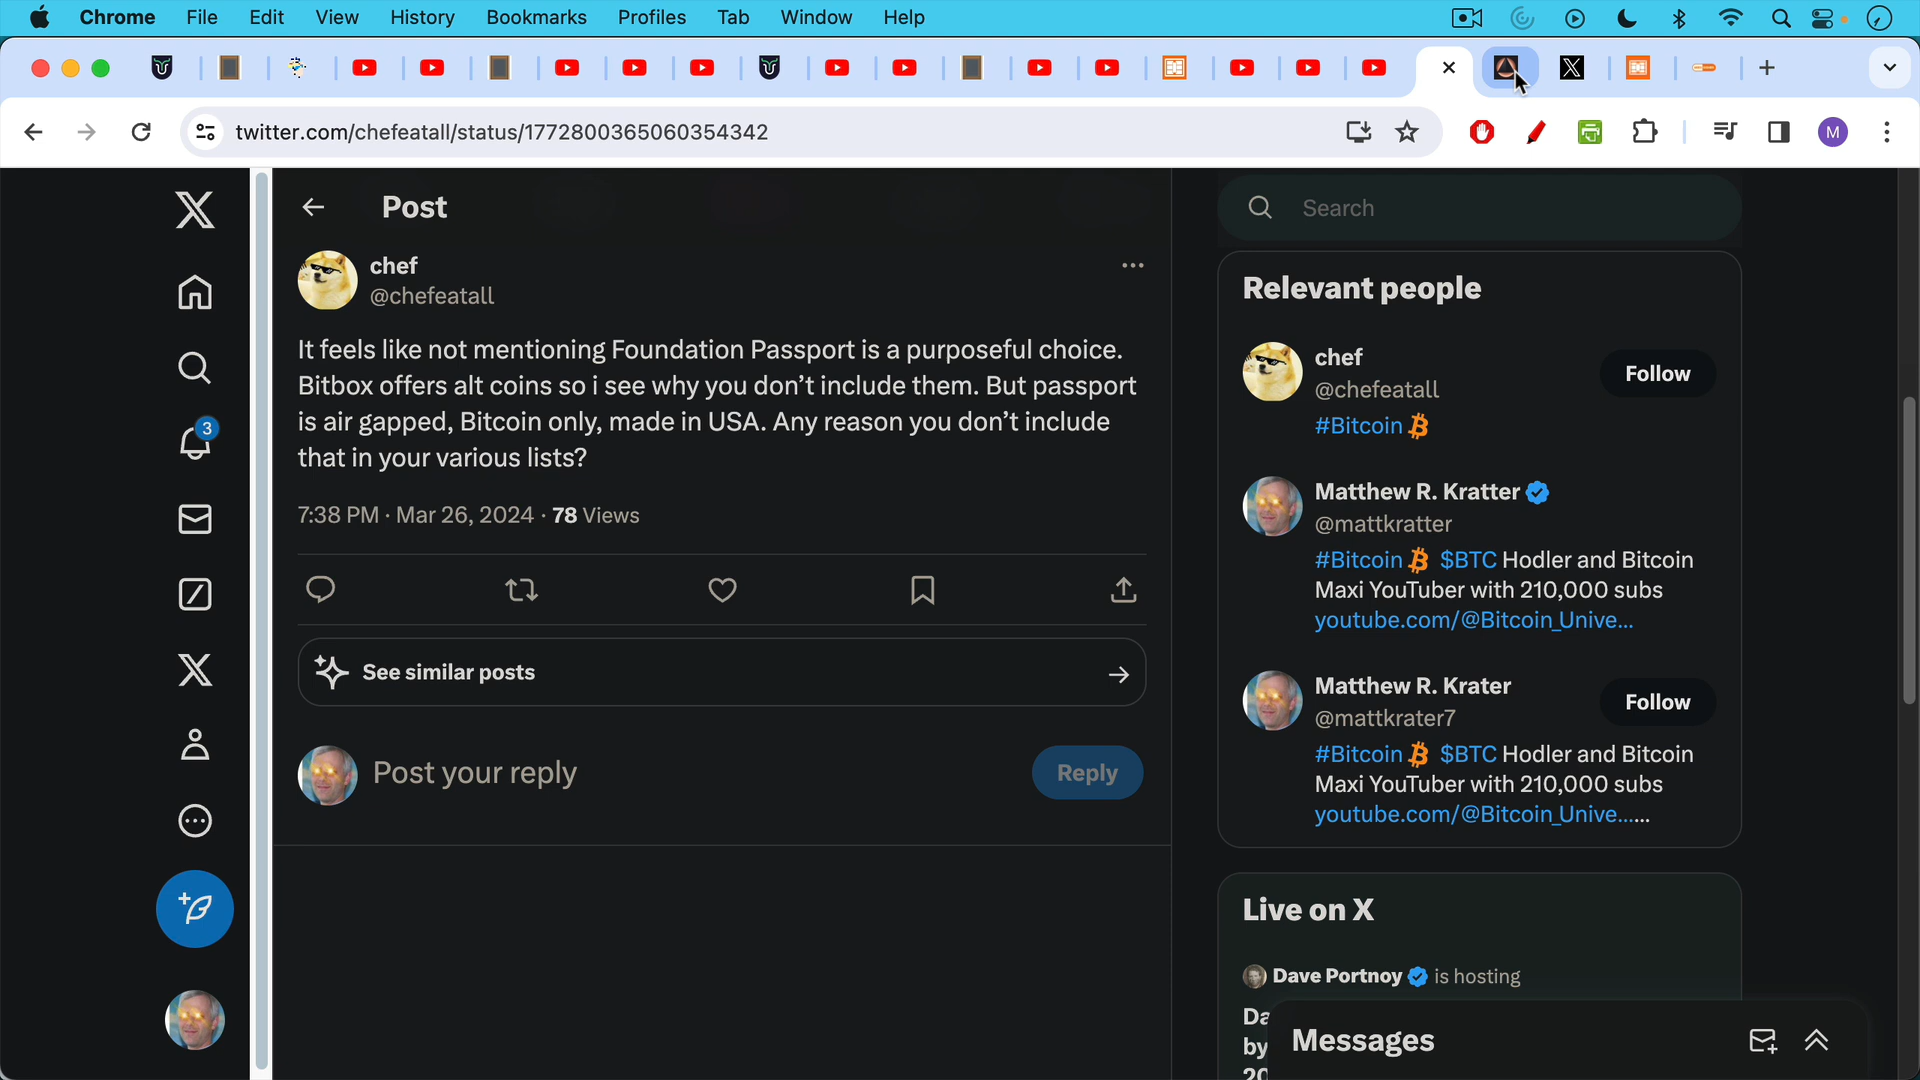 Chrome File Edit View History Bookmarks Profiles Tab Window Help
twitter.com/chefeatall/status/1772800365060354342
M
Post
Search
chef
@chefeatall
It feels like not mentioning Foundation Passport is a purposeful choice.
Bitbox offers alt coins so i see why you don’t include them. But passport
is air gapped, Bitcoin only, made in USA. Any reason you don’t include
that in your various lists?
7:38 PM · Mar 26, 2024 · 78 Views
See similar posts
Post your reply
Reply
3
Relevant people
chef
@chefeatall
Follow
#Bitcoin
Matthew R. Kratter
@mattkratter
#Bitcoin $BTC Hodler and Bitcoin
Maxi YouTuber with 210,000 subs
youtube.com/@Bitcoin_Unive...
Matthew R. Krater
@mattkrater7
Follow
#Bitcoin $BTC Hodler and Bitcoin
Maxi YouTuber with 210,000 subs
youtube.com/@Bitcoin_Unive......
Live on X
Dave Portnoy is hosting
Da
by
20
Messages